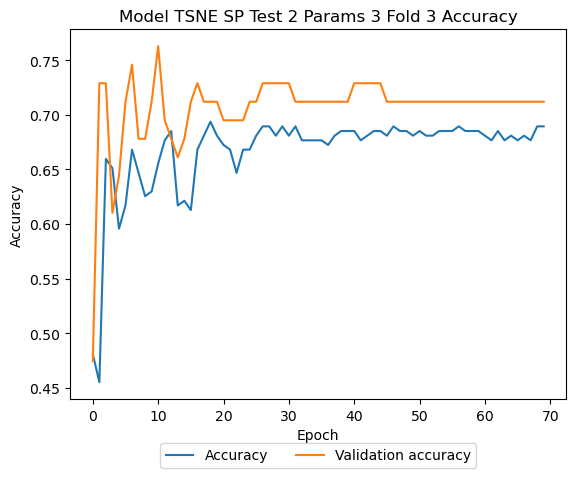 Model TSNE SP Test 2 Params 3 Fold 3 Accuracy
0.75
0.70
0.65
0.60
0.55
0.50
0.45
Accuracy
0 10 20 30 40 50 60 70
Epoch
Accuracy Validation accuracy